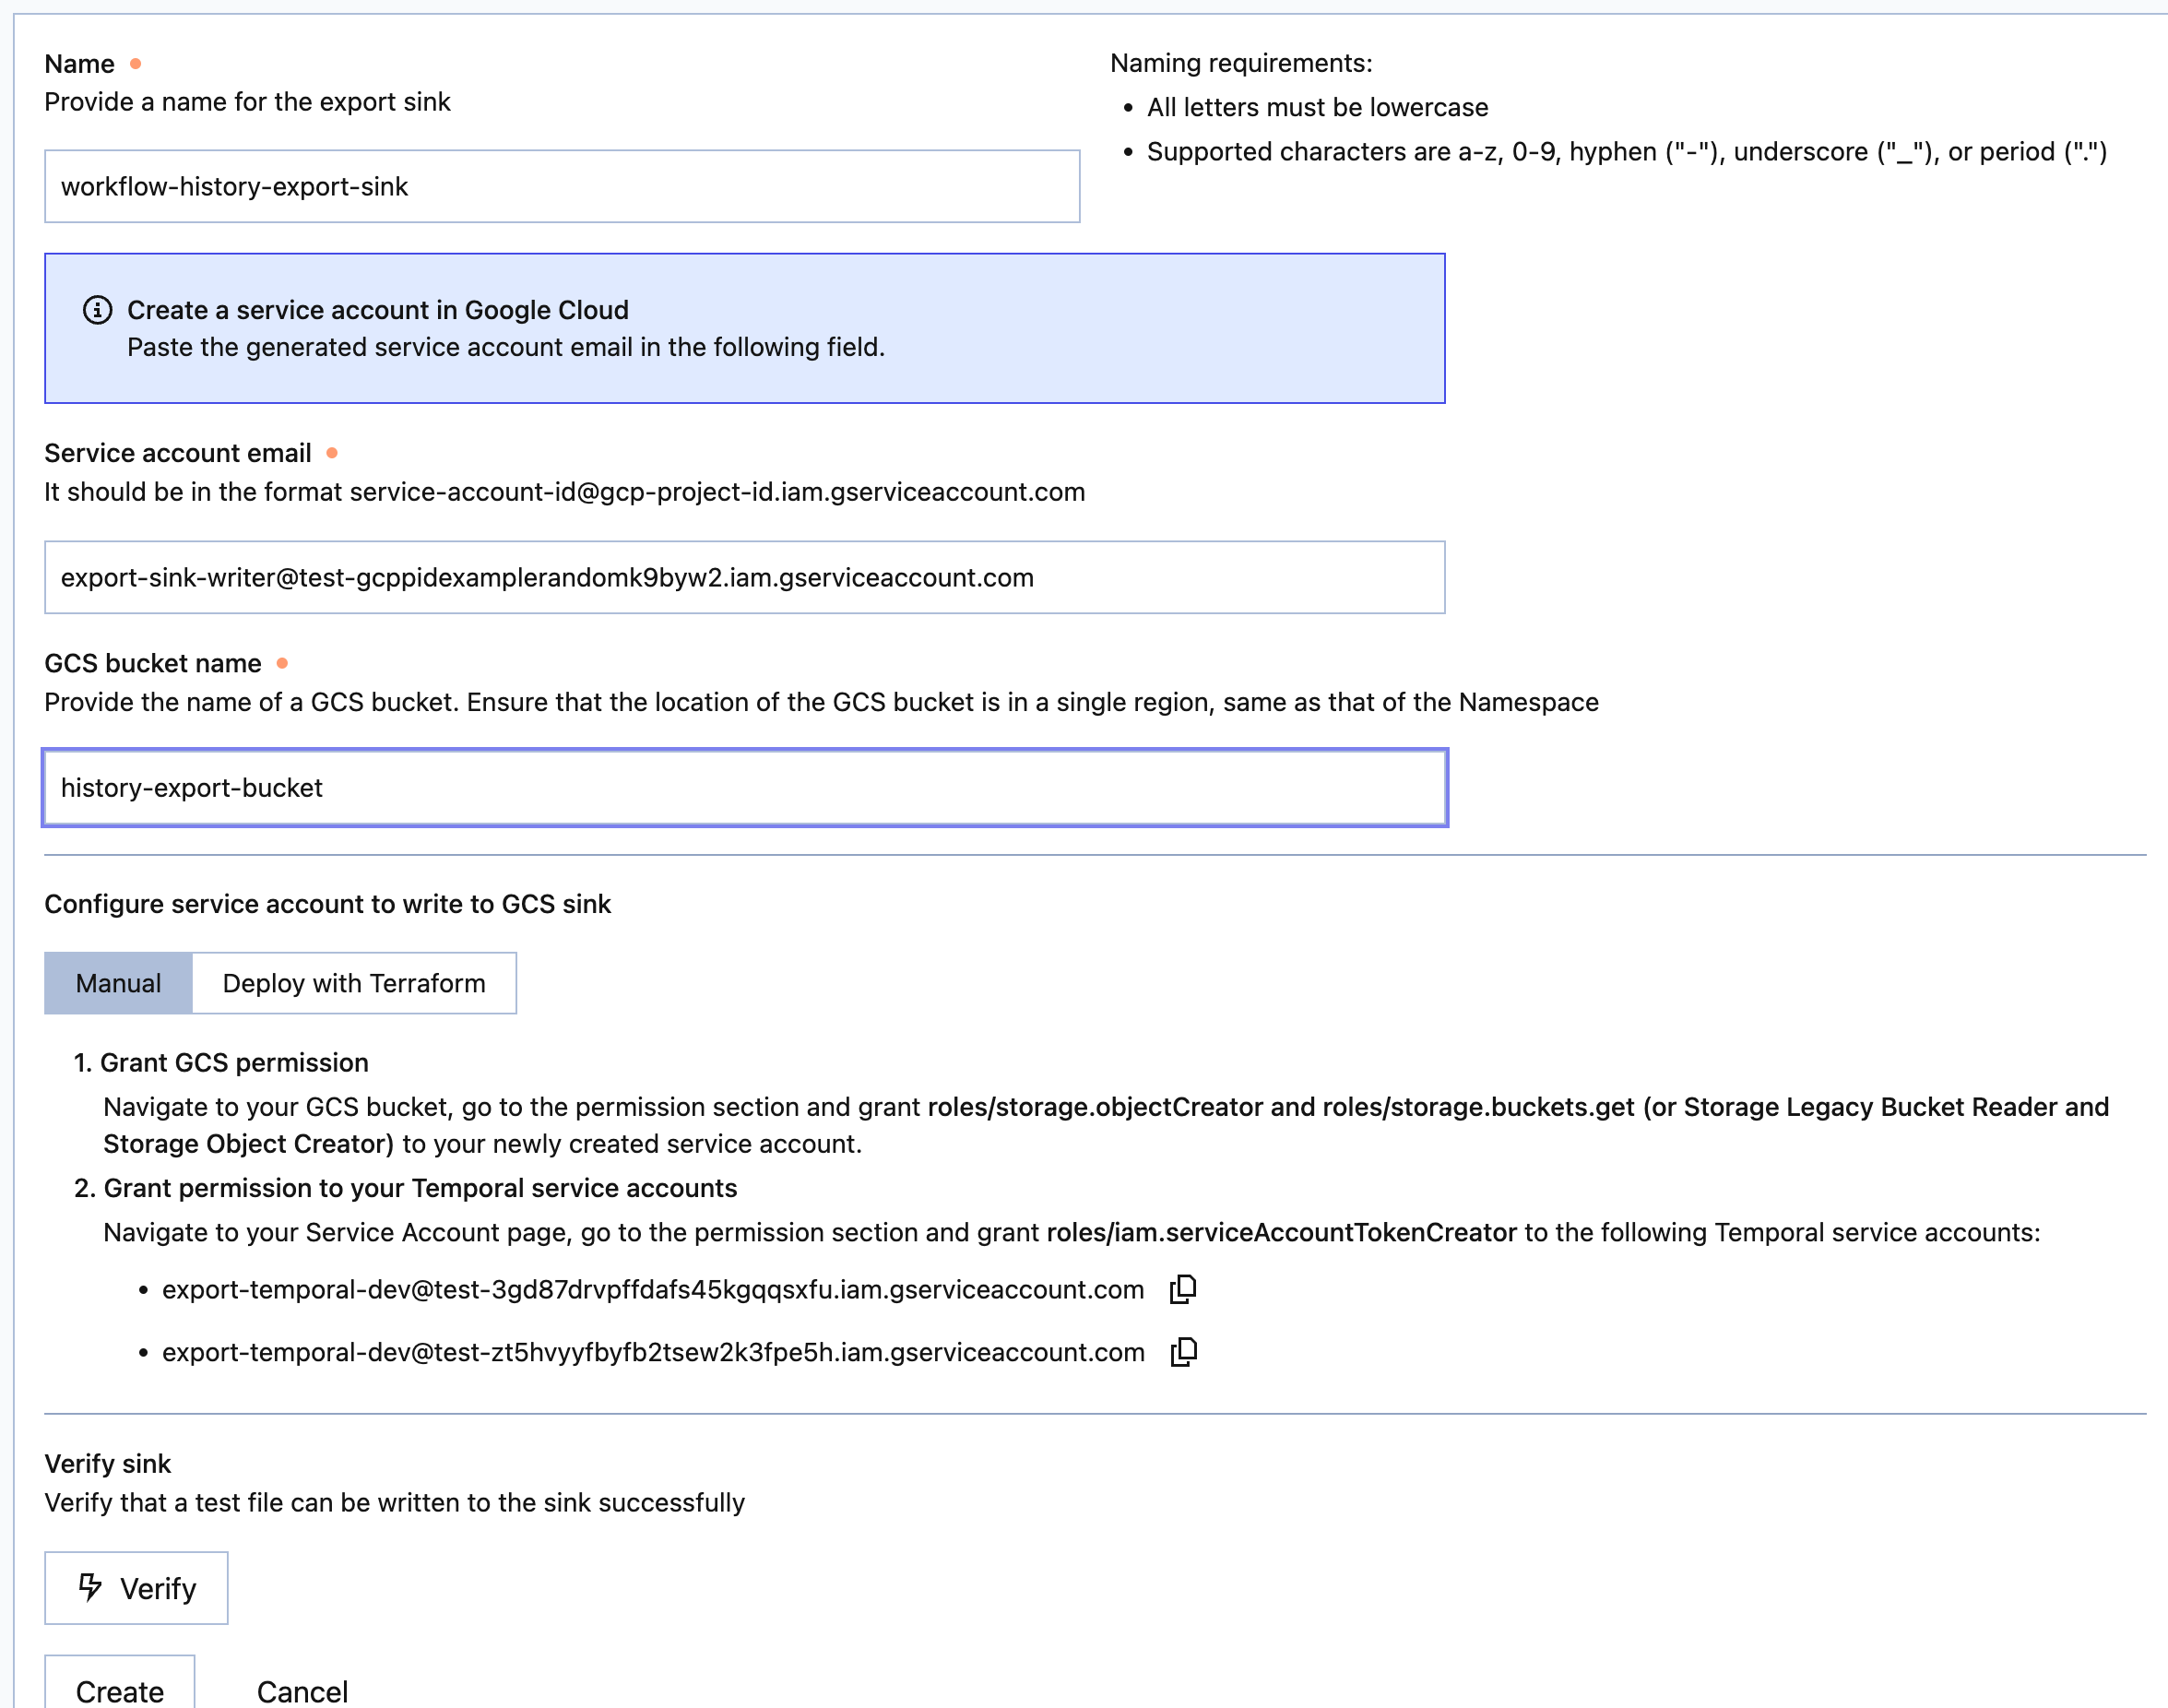 Name
Provide a name for the export sink
workflow-history-export-sink
Naming requirements:
• All letters must be lowercase
• Supported characters are a-z, 0-9, hyphen ("-"), underscore ("_"), or period (".")
Create a service account in Google Cloud
Paste the generated service account email in the following field.
Service account email
It should be in the format service-account-id@gcp-project-id.iam.gserviceaccount.com
export-sink-writer@test-gcppidexamplerandomk9byw2.iam.gserviceaccount.com
GCS bucket name
Provide the name of a GCS bucket. Ensure that the location of the GCS bucket is in a single region, same as that of the Namespace
history-export-bucket
Configure service account to write to GCS sink
Manual
Deploy with Terraform
1. Grant GCS permission
Navigate to your GCS bucket, go to the permission section and grant roles/storage.objectCreator and roles/storage.buckets.get (or Storage Legacy Bucket Reader and
Storage Object Creator) to your newly created service account.
2. Grant permission to your Temporal service accounts
Navigate to your Service Account page, go to the permission section and grant roles/iam.serviceAccountTokenCreator to the following Temporal service accounts:
• export-temporal-dev@test-3gd87drvpffdafs45kgqqsxfu.iam.gserviceaccount.com
• export-temporal-dev@test-zt5hvyyfbyfb2tsew2k3fpe5h.iam.gserviceaccount.com
Verify sink
Verify that a test file can be written to the sink successfully
Verify
Create
Cancel